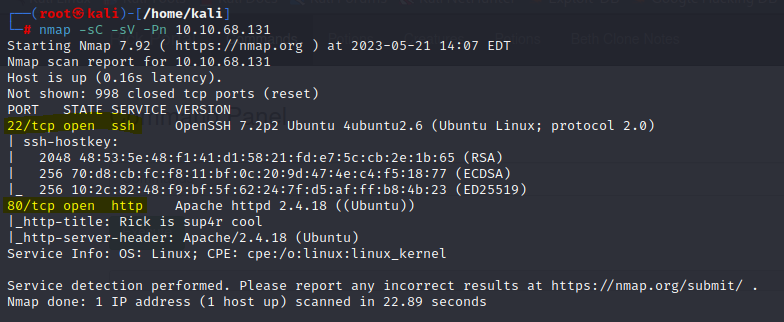 ┌──(root㉿kali)-[/home/kali]
└─# nmap -sC -sV -Pn 10.10.68.131
Starting Nmap 7.92 ( https://nmap.org ) at 2023-05-21 14:07 EDT
Nmap scan report for 10.10.68.131
Host is up (0.16s latency).
Not shown: 998 closed tcp ports (reset)
PORT   STATE SERVICE VERSION
22/tcp open  ssh     OpenSSH 7.2p2 Ubuntu 4ubuntu2.6 (Ubuntu Linux; protocol 2.0)
| ssh-hostkey:
|   2048 48:53:5e:48:f1:41:d1:58:21:fd:e7:5c:cb:2e:1b:65 (RSA)
|   256 70:d8:cb:fc:f8:11:bf:0c:20:9d:47:4e:c4:f5:18:77 (ECDSA)
|_  256 10:2c:82:48:f9:bf:5f:62:24:7f:d5:af:ff:b8:4b:23 (ED25519)
80/tcp open  http    Apache httpd 2.4.18 ((Ubuntu))
|_http-title: Rick is sup4r cool
|_http-server-header: Apache/2.4.18 (Ubuntu)
Service Info: OS: Linux; CPE: cpe:/o:linux:linux_kernel
Service detection performed. Please report any incorrect results at https://nmap.org/submit/ .
Nmap done: 1 IP address (1 host up) scanned in 22.89 seconds